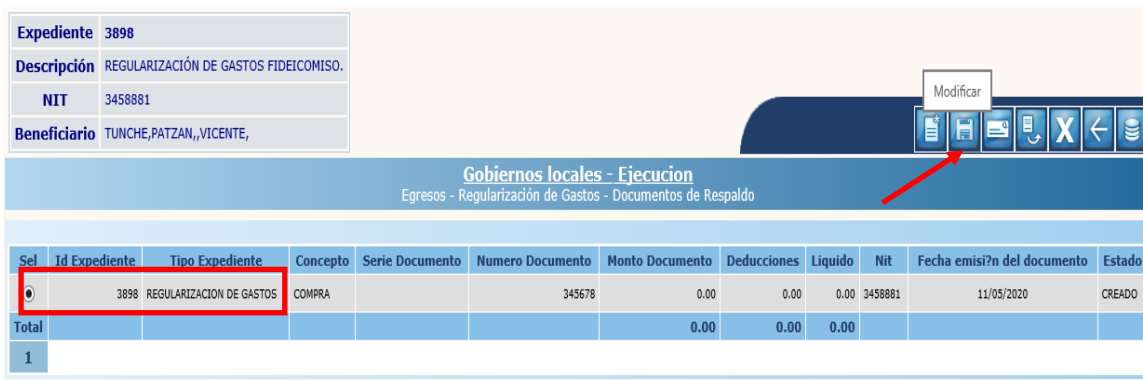 Expediente 3898
Descripción REGULARIZACIÓN DE GASTOS FIDEICOMISO.
NIT 3458881
Beneficiario TUNCHE,PATZAN,,VICENTE,
Modificar
Gobiernos locales - Ejecucion
Egresos - Regularización de Gastos - Documentos de Respaldo
Sel Id Expediente Tipo Expediente Concepto Serie Documento Numero Documento Monto Documento Deducciones Liquido Nit Fecha emisi?n del documento Estado
3898 REGULARIZACION DE GASTOS COMPRA 345678 0.00 0.00 0.00 3458881 11/05/2020 CREADO
Total 0.00 0.00 0.00
1